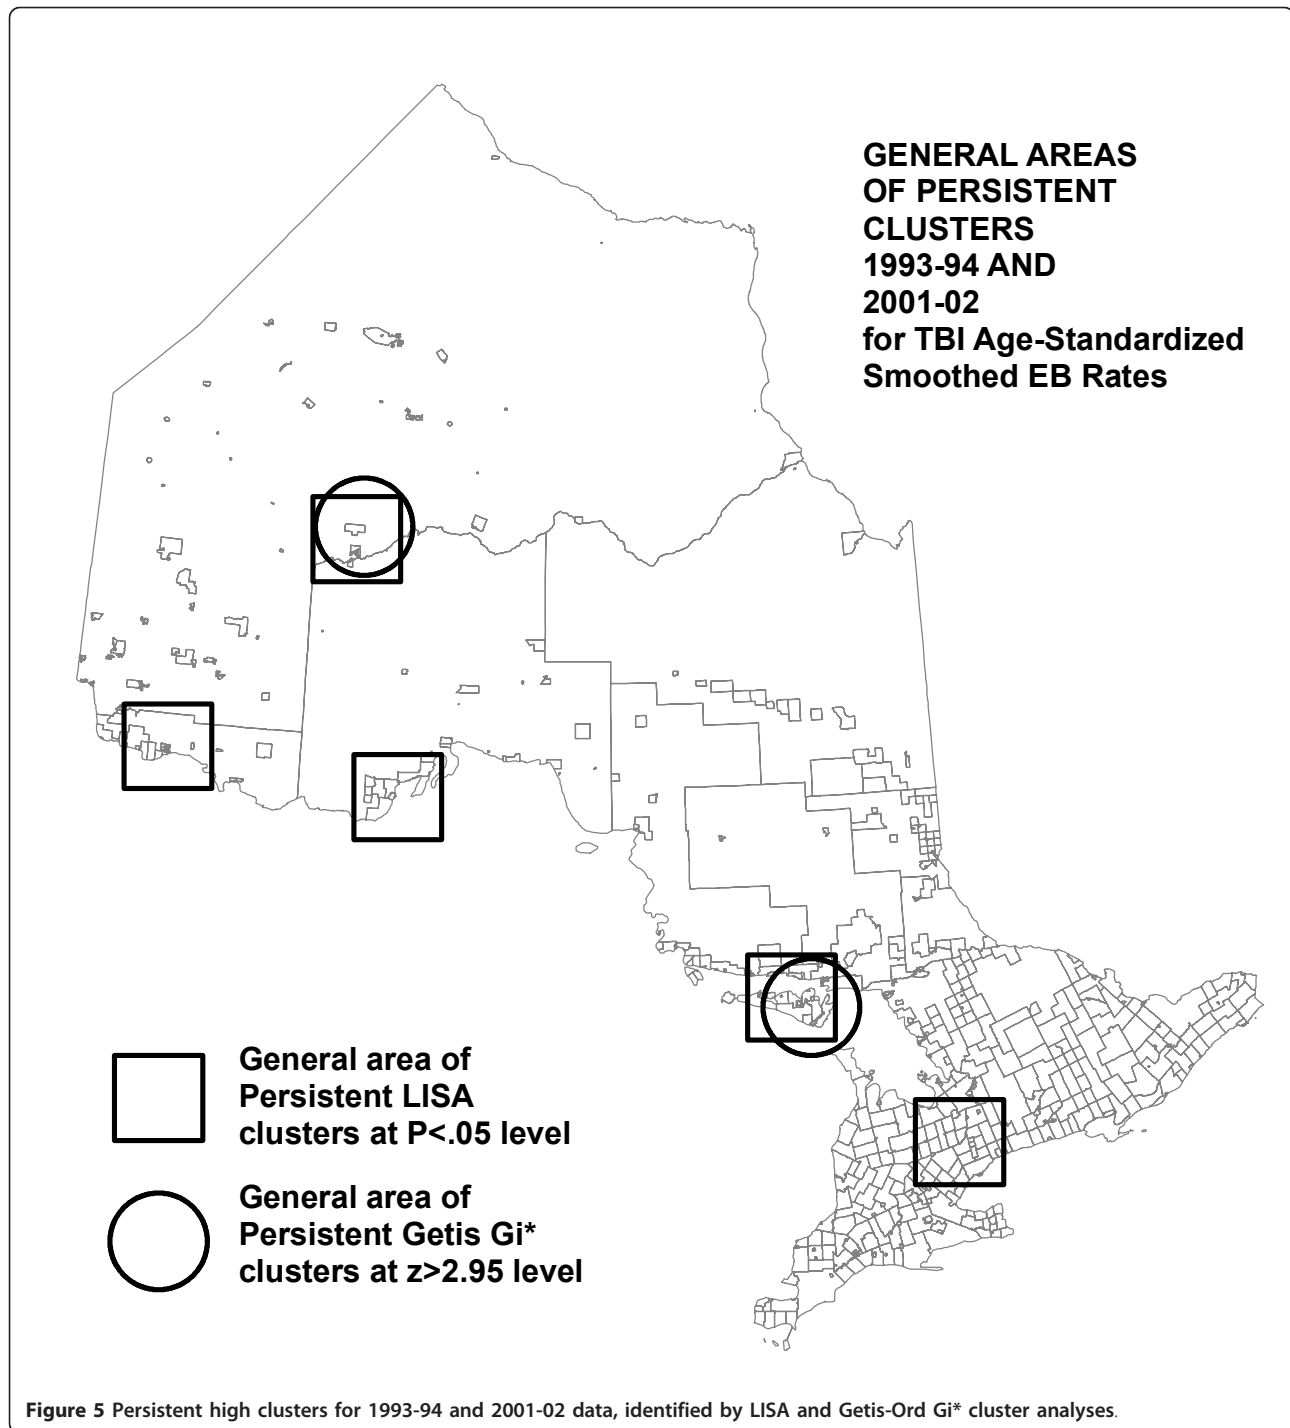 GENERAL AREAS
OF PERSISTENT
CLUSTERS
1993-94 AND
2001-02
for TBI Age-Standardized
Smoothed EB Rates
General area of
Persistent LISA
clusters at P<.05 level
General area of
Persistent Getis Gi*
clusters at z>2.95 level
Figure 5 Persistent high clusters for 1993-94 and 2001-02 data, identified by LISA and Getis-Ord Gi* cluster analyses.